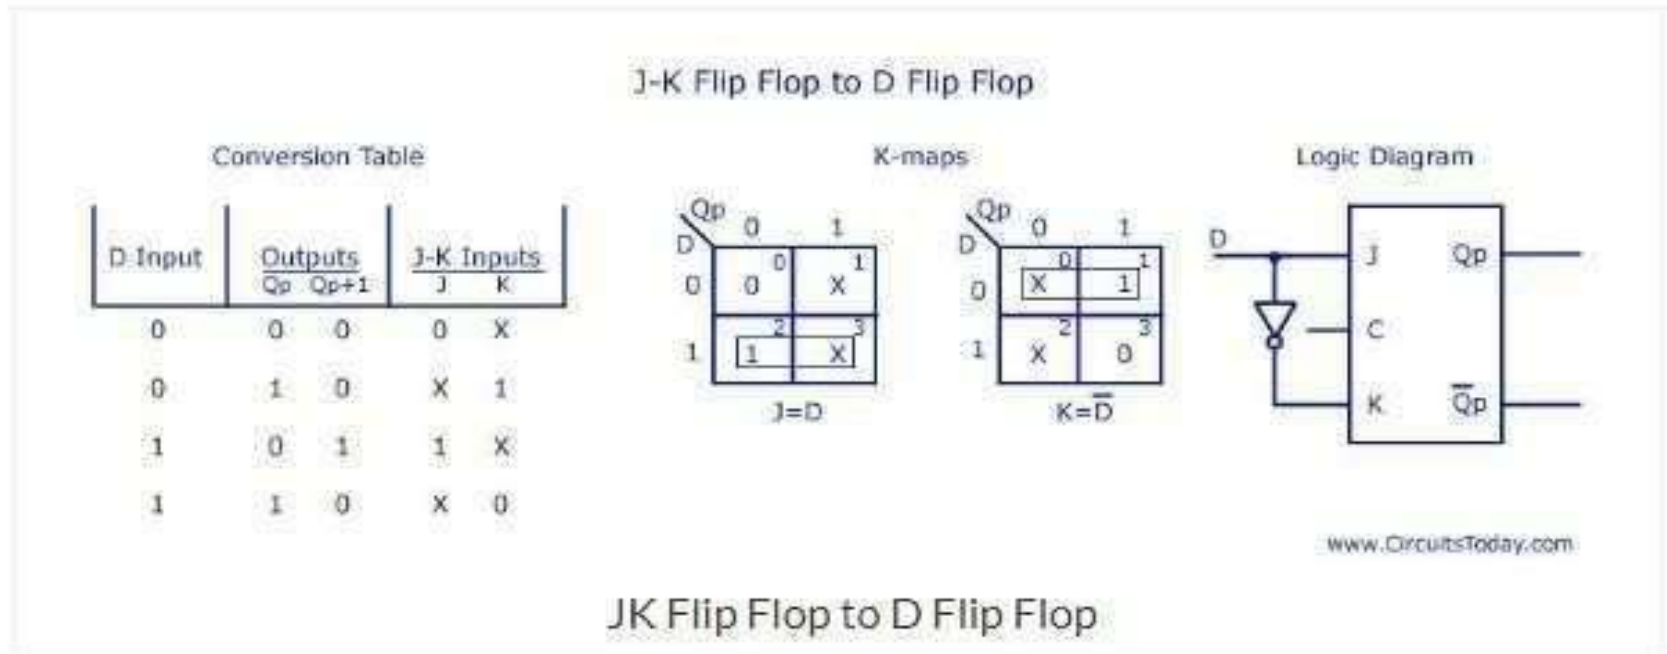 J-K Flip Flop to D Flip Flop
Conversion Table
D Input Outputs J-K Inputs
Qp Qp+1 J K
0 0 0 0 X
0 1 0 X 1
1 0 1 1 X
1 1 0 X 0
K-maps
Qp 0 1
D
0 0 0 X 1
1 1 2 X 3
J=D
Qp 0 1
D
0 X 0 1 1
1 X 2 0 3
K=D̅
Logic Diagram
D J Qp
C
K Q̅p
www.CircuitsToday.com
JK Flip Flop to D Flip Flop